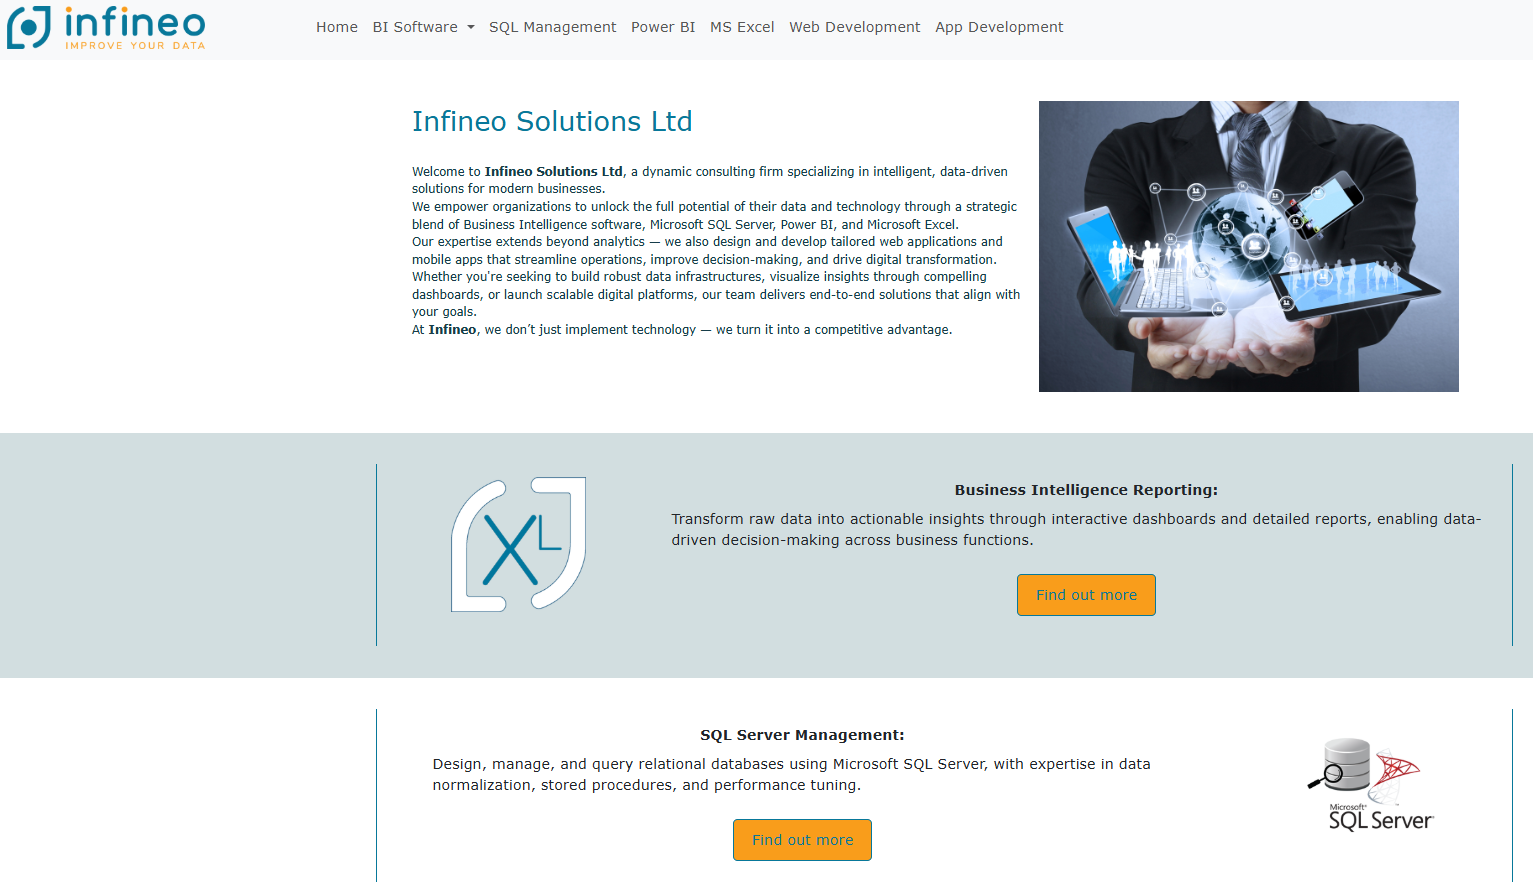 infineo
IMPROVE YOUR DATA
Home BI Software SQL Management Power BI MS Excel Web Development App Development
Infineo Solutions Ltd
Welcome to Infineo Solutions Ltd, a dynamic consulting firm specializing in intelligent, data-driven
solutions for modern businesses.
We empower organizations to unlock the full potential of their data and technology through a strategic
blend of Business Intelligence software, Microsoft SQL Server, Power BI, and Microsoft Excel.
Our expertise extends beyond analytics — we also design and develop tailored web applications and
mobile apps that streamline operations, improve decision-making, and drive digital transformation.
Whether you're seeking to build robust data infrastructures, visualize insights through compelling
dashboards, or launch scalable digital platforms, our team delivers end-to-end solutions that align with
your goals.
At Infineo, we don’t just implement technology — we turn it into a competitive advantage.
XL
Business Intelligence Reporting:
Transform raw data into actionable insights through interactive dashboards and detailed reports, enabling data-
driven decision-making across business functions.
Find out more
SQL Server Management:
Design, manage, and query relational databases using Microsoft SQL Server, with expertise in data
normalization, stored procedures, and performance tuning.
Find out more
Microsoft®
SQL Server